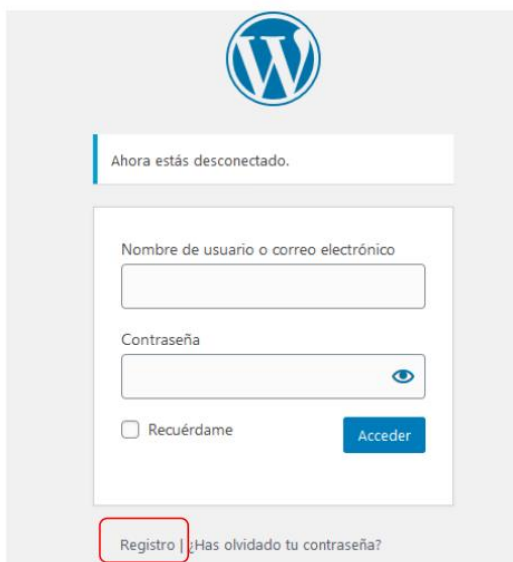 Ahora estás desconectado.
Nombre de usuario o correo electrónico
Contraseña
Recuérdame
Acceder
Registro | ¿Has olvidado tu contraseña?